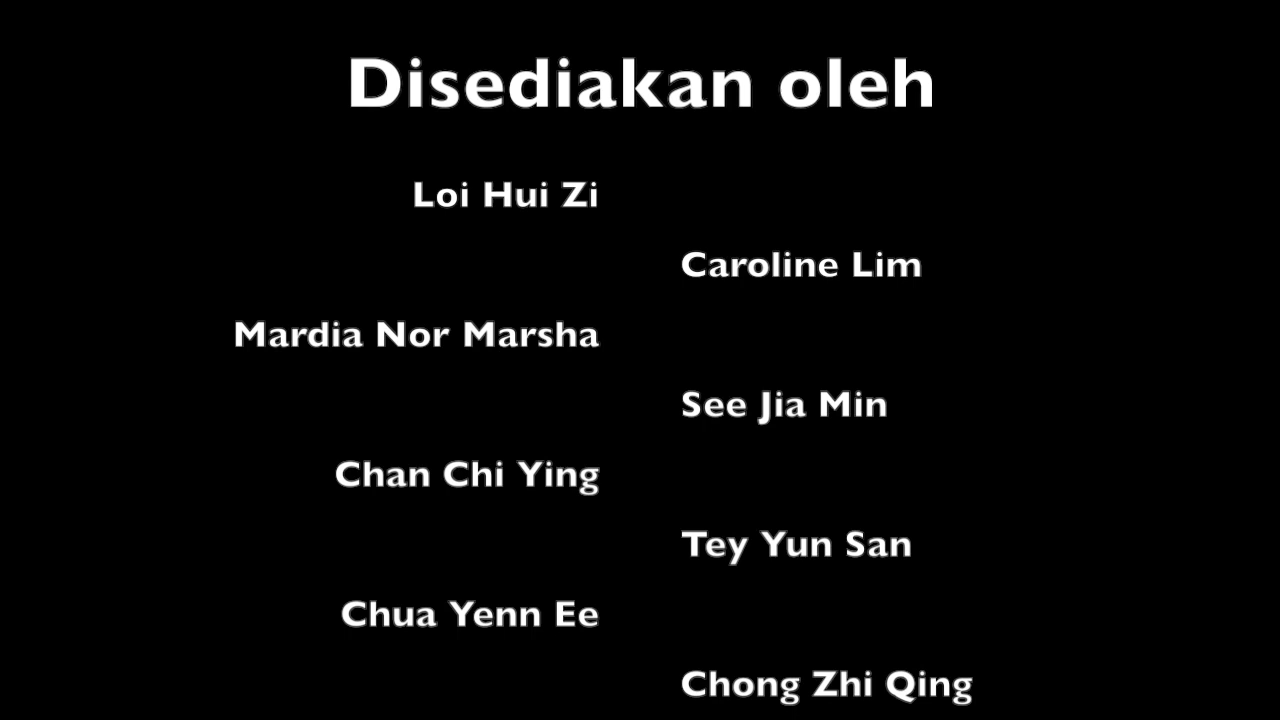 Disediakan oleh
Loi Hui Zi
Caroline Lim
Mardia Nor Marsha
See Jia Min
Chan Chi Ying
Tey Yun San
Chua Yenn Ee
Chong Zhi Qing